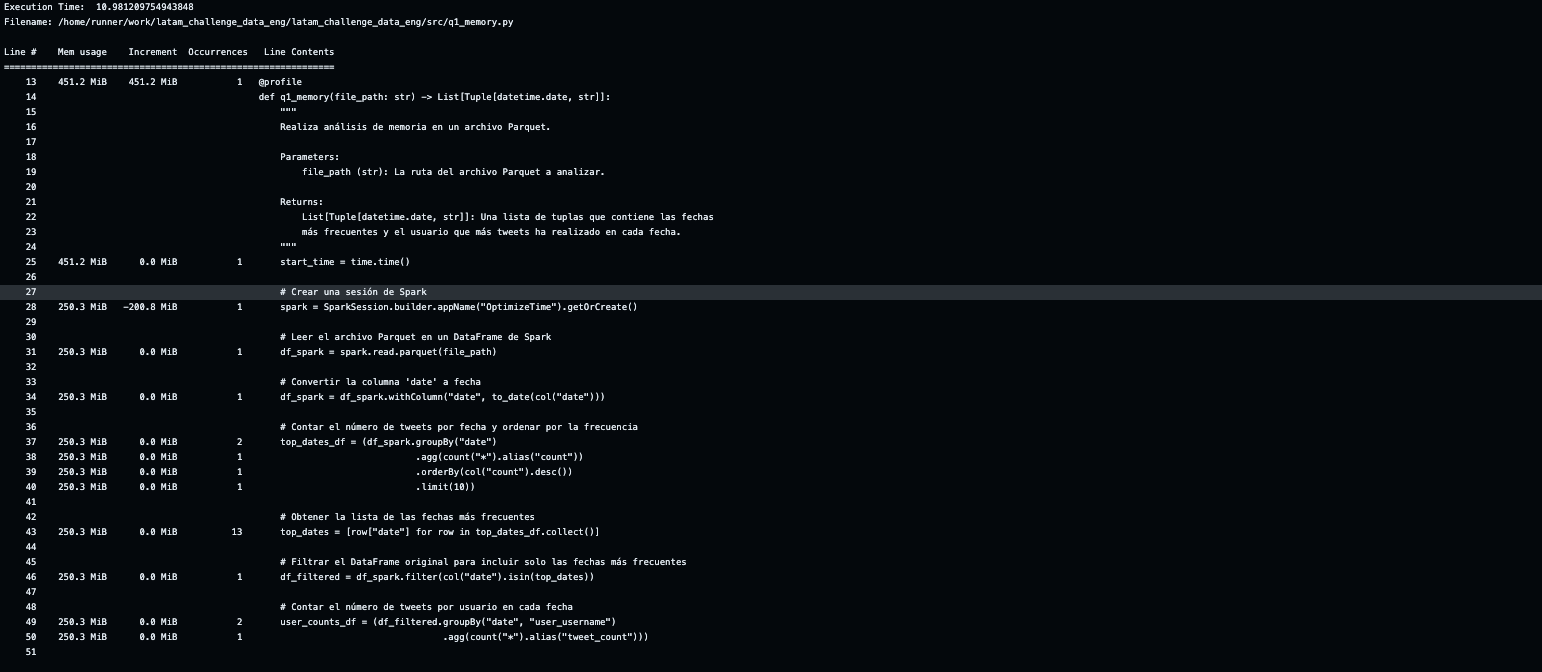 Execution Time:  10.981209754943848
Filename: /home/runner/work/latam_challenge_data_eng/latam_challenge_data_eng/src/q1_memory.py
Line #    Mem usage    Increment  Occurrences   Line Contents
=============================================================
    13    451.2 MiB    451.2 MiB           1   @profile
    14                                         def q1_memory(file_path: str) -> List[Tuple[datetime.date, str]]:
    15                                             """
    16                                             Realiza análisis de memoria en un archivo Parquet.
    17
    18                                             Parameters:
    19                                                 file_path (str): La ruta del archivo Parquet a analizar.
    20
    21                                             Returns:
    22                                                 List[Tuple[datetime.date, str]]: Una lista de tuplas que contiene las fechas
    23                                                 más frecuentes y el usuario que más tweets ha realizado en cada fecha.
    24                                             """
    25    451.2 MiB      0.0 MiB           1       start_time = time.time()
    26
    27                                             # Crear una sesión de Spark
    28    250.3 MiB   -200.8 MiB           1       spark = SparkSession.builder.appName("OptimizeTime").getOrCreate()
    29
    30                                             # Leer el archivo Parquet en un DataFrame de Spark
    31    250.3 MiB      0.0 MiB           1       df_spark = spark.read.parquet(file_path)
    32
    33                                             # Convertir la columna 'date' a fecha
    34    250.3 MiB      0.0 MiB           1       df_spark = df_spark.withColumn("date", to_date(col("date")))
    35
    36                                             # Contar el número de tweets por fecha y ordenar por la frecuencia
    37    250.3 MiB      0.0 MiB           2       top_dates_df = (df_spark.groupBy("date")
    38    250.3 MiB      0.0 MiB           1                                .agg(count("*").alias("count"))
    39    250.3 MiB      0.0 MiB           1                                .orderBy(col("count").desc())
    40    250.3 MiB      0.0 MiB           1                                .limit(10))
    41
    42                                             # Obtener la lista de las fechas más frecuentes
    43    250.3 MiB      0.0 MiB          13       top_dates = [row["date"] for row in top_dates_df.collect()]
    44
    45                                             # Filtrar el DataFrame original para incluir solo las fechas más frecuentes
    46    250.3 MiB      0.0 MiB           1       df_filtered = df_spark.filter(col("date").isin(top_dates))
    47
    48                                             # Contar el número de tweets por usuario en cada fecha
    49    250.3 MiB      0.0 MiB           2       user_counts_df = (df_filtered.groupBy("date", "user_username")
    50    250.3 MiB      0.0 MiB           1                                     .agg(count("*").alias("tweet_count")))
    51